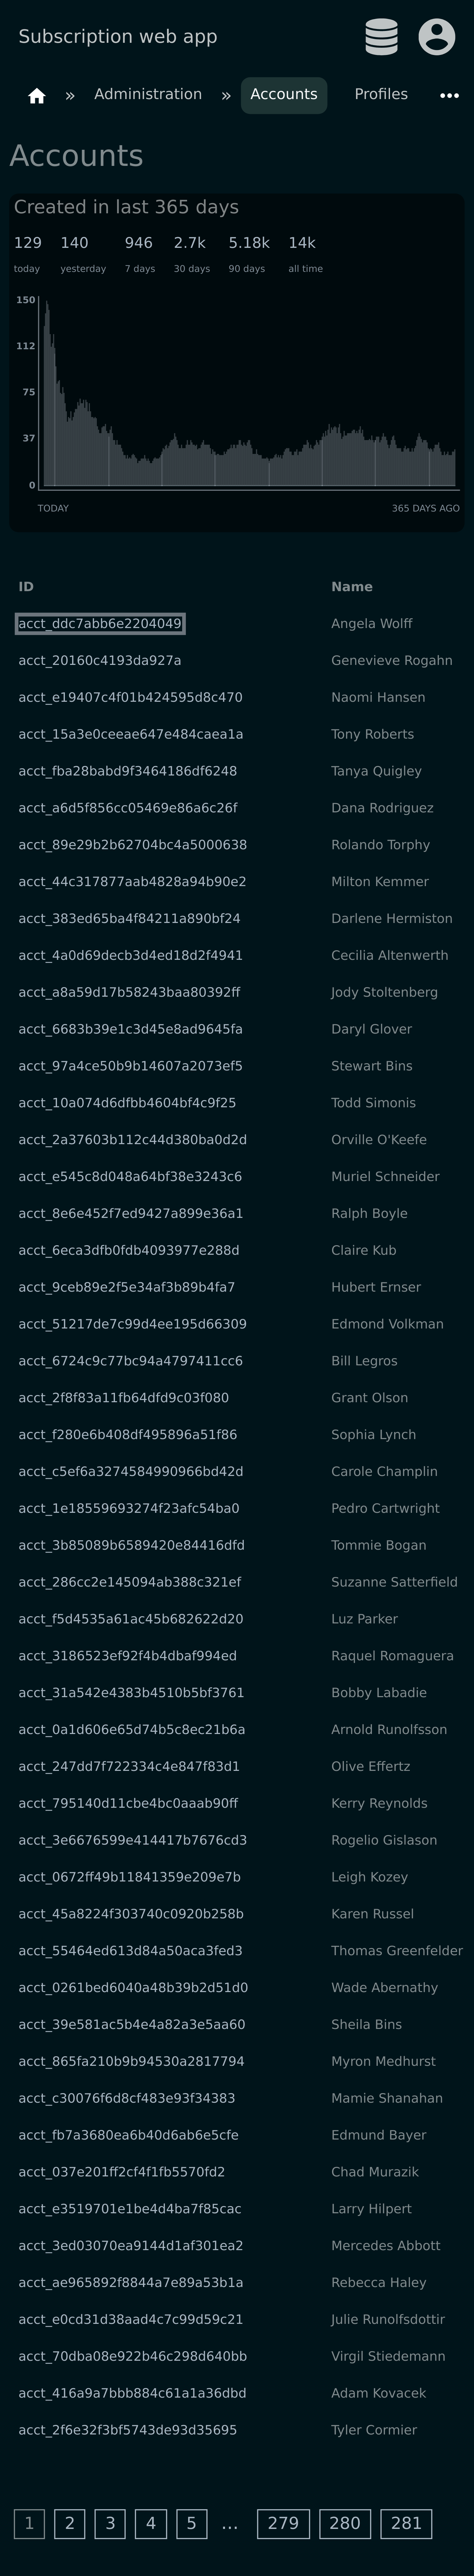 Subscription web app
» Administration » Accounts Profiles
Accounts
Created in last 365 days
129 140 946 2.7k 5.18k 14k
today yesterday 7 days 30 days 90 days all time
150
112
75
37
0
TODAY 365 DAYS AGO
ID Name
acct_ddc7abb6e2204049 Angela Wolff
acct_20160c4193da927a Genevieve Rogahn
acct_e19407c4f01b424595d8c470 Naomi Hansen
acct_15a3e0ceeae647e484caea1a Tony Roberts
acct_fba28babd9f3464186df6248 Tanya Quigley
acct_a6d5f856cc05469e86a6c26f Dana Rodriguez
acct_89e29b2b62704bc4a5000638 Rolando Torphy
acct_44c317877aab4828a94b90e2 Milton Kemmer
acct_383ed65ba4f84211a890bf24 Darlene Hermiston
acct_4a0d69decb3d4ed18d2f4941 Cecilia Altenwerth
acct_a8a59d17b58243baa80392ff Jody Stoltenberg
acct_6683b39e1c3d45e8ad9645fa Daryl Glover
acct_97a4ce50b9b14607a2073ef5 Stewart Bins
acct_10a074d6dfbb4604bf4c9f25 Todd Simonis
acct_2a37603b112c44d380ba0d2d Orville O'Keefe
acct_e545c8d048a64bf38e3243c6 Muriel Schneider
acct_8e6e452f7ed9427a899e36a1 Ralph Boyle
acct_6eca3dfb0fdb4093977e288d Claire Kub
acct_9ceb89e2f5e34af3b89b4fa7 Hubert Ernser
acct_51217de7c99d4ee195d66309 Edmond Volkman
acct_6724c9c77bc94a4797411cc6 Bill Legros
acct_2f8f83a11fb64dfd9c03f080 Grant Olson
acct_f280e6b408df495896a51f86 Sophia Lynch
acct_c5ef6a3274584990966bd42d Carole Champlin
acct_1e18559693274f23afc54ba0 Pedro Cartwright
acct_3b85089b6589420e84416dfd Tommie Bogan
acct_286cc2e145094ab388c321ef Suzanne Satterfield
acct_f5d4535a61ac45b682622d20 Luz Parker
acct_3186523ef92f4b4dbaf994ed Raquel Romaguera
acct_31a542e4383b4510b5bf3761 Bobby Labadie
acct_0a1d606e65d74b5c8ec21b6a Arnold Runolfsson
acct_247dd7f722334c4e847f83d1 Olive Effertz
acct_795140d11cbe4bc0aaab90ff Kerry Reynolds
acct_3e6676599e414417b7676cd3 Rogelio Gislason
acct_0672ff49b11841359e209e7b Leigh Kozey
acct_45a8224f303740c0920b258b Karen Russel
acct_55464ed613d84a50aca3fed3 Thomas Greenfelder
acct_0261bed6040a48b39b2d51d0 Wade Abernathy
acct_39e581ac5b4e4a82a3e5aa60 Sheila Bins
acct_865fa210b9b94530a2817794 Myron Medhurst
acct_c30076f6d8cf483e93f34383 Mamie Shanahan
acct_fb7a3680ea6b40d6ab6e5cfe Edmund Bayer
acct_037e201ff2cf4f1fb5570fd2 Chad Murazik
acct_e3519701e1be4d4ba7f85cac Larry Hilpert
acct_3ed03070ea9144d1af301ea2 Mercedes Abbott
acct_ae965892f8844a7e89a53b1a Rebecca Haley
acct_e0cd31d38aad4c7c99d59c21 Julie Runolfsdottir
acct_70dba08e922b46c298d640bb Virgil Stiedemann
acct_416a9a7bbb884c61a1a36dbd Adam Kovacek
acct_2f6e32f3bf5743de93d35695 Tyler Cormier
1 2 3 4 5 … 279 280 281